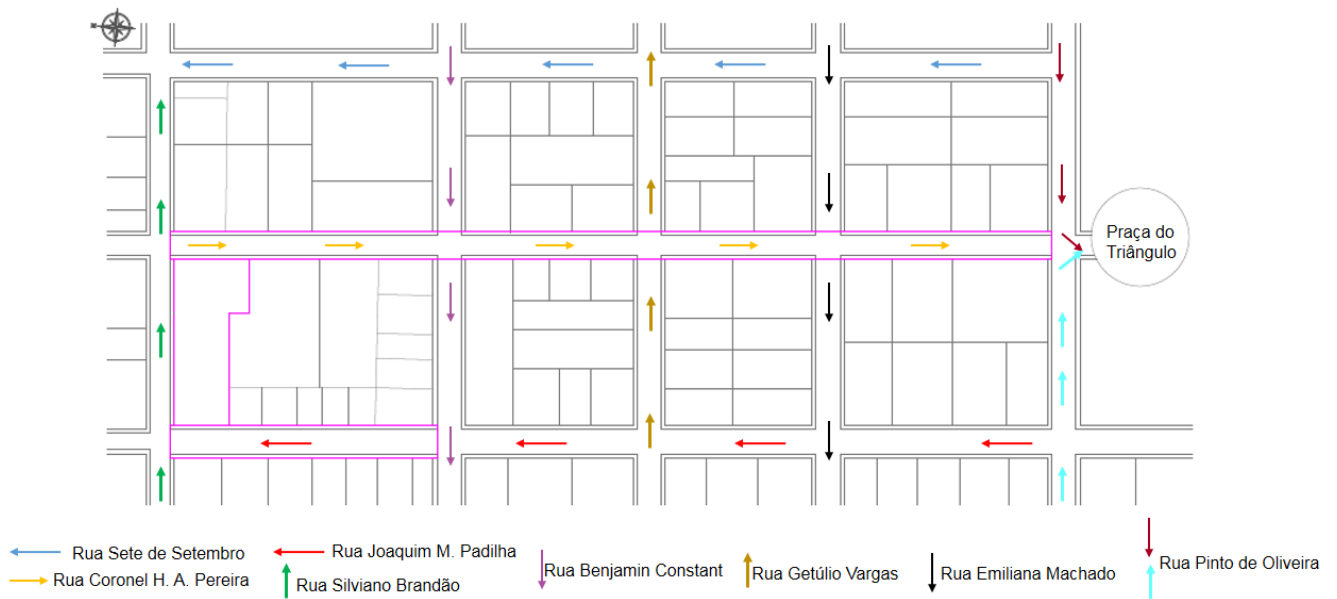 Praça do
Triângulo
Rua Sete de Setembro
Rua Joaquim M. Padilha
Rua Benjamin Constant
Rua Getúlio Vargas
Rua Emiliana Machado
Rua Pinto de Oliveira
Rua Coronel H. A. Pereira
Rua Silviano Brandão